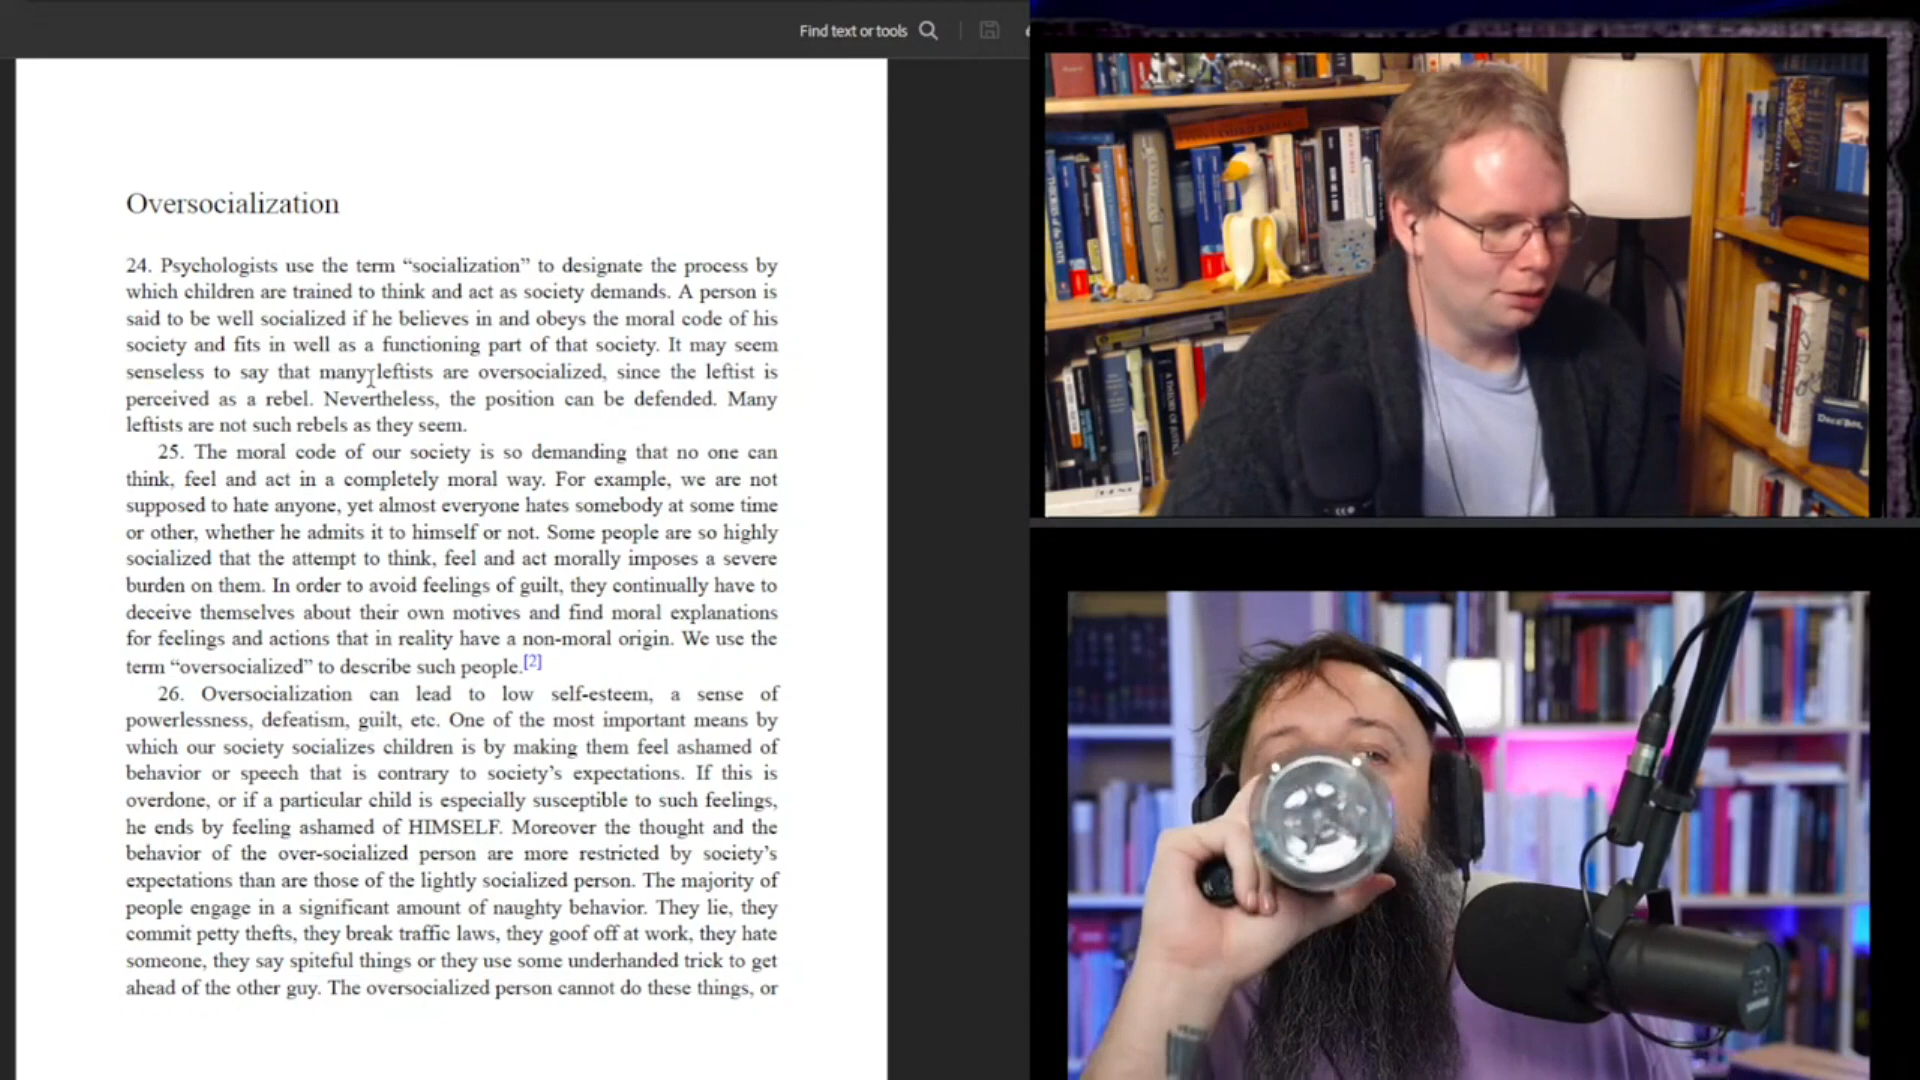 Find text or tools
Oversocialization
24. Psychologists use the term “socialization” to designate the process by
which children are trained to think and act as society demands. A person is
said to be well socialized if he believes in and obeys the moral code of his
society and fits in well as a functioning part of that society. It may seem
senseless to say that many leftists are oversocialized, since the leftist is
perceived as a rebel. Nevertheless, the position can be defended. Many
leftists are not such rebels as they seem.
25. The moral code of our society is so demanding that no one can
think, feel and act in a completely moral way. For example, we are not
supposed to hate anyone, yet almost everyone hates somebody at some time
or other, whether he admits it to himself or not. Some people are so highly
socialized that the attempt to think, feel and act morally imposes a severe
burden on them. In order to avoid feelings of guilt, they continually have to
deceive themselves about their own motives and find moral explanations
for feelings and actions that in reality have a non-moral origin. We use the
term “oversocialized” to describe such people.[2]
26. Oversocialization can lead to low self-esteem, a sense of
powerlessness, defeatism, guilt, etc. One of the most important means by
which our society socializes children is by making them feel ashamed of
behavior or speech that is contrary to society’s expectations. If this is
overdone, or if a particular child is especially susceptible to such feelings,
he ends by feeling ashamed of HIMSELF. Moreover the thought and the
behavior of the over-socialized person are more restricted by society’s
expectations than are those of the lightly socialized person. The majority of
people engage in a significant amount of naughty behavior. They lie, they
commit petty thefts, they break traffic laws, they goof off at work, they hate
someone, they say spiteful things or they use some underhanded trick to get
ahead of the other guy. The oversocialized person cannot do these things, or